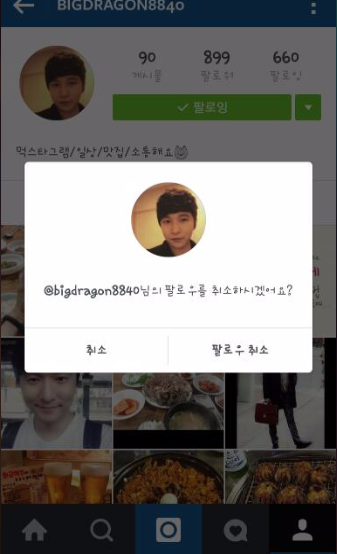 BIGDRAGON8840
90 899 660
게시물 팔로워 팔로잉
✓ 팔로잉
먹스타그램/일상/맛집/소통해요
@bigdragon8840님의 팔로우를 취소하시겠어요?
취소 팔로우 취소